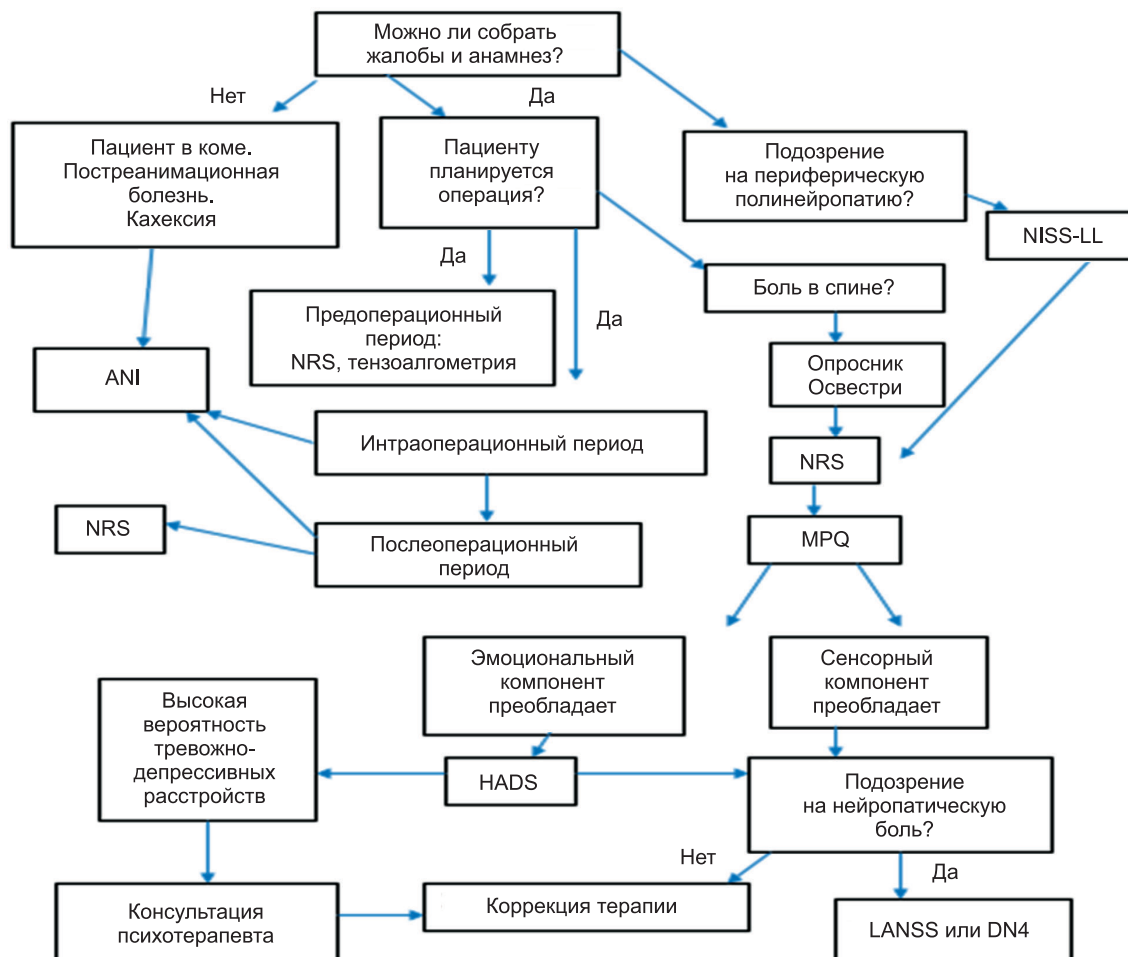 Можно ли собрать
жалобы и анамнез?
Нет
Да
Пациент в коме.
Постреанимационная
болезнь.
Кахексия
Пациенту
планируется
операция?
Подозрение
на периферическую
полинейропатию?
NISS-LL
Да
Да
Боль в спине?
Предоперационный
период:
NRS, тензоалгометрия
ANI
Опросник
Освестри
Интраоперационный период
NRS
NRS
Послеоперационный
период
MPQ
Эмоциональный
компонент
преобладает
Сенсорный
компонент
преобладает
Высокая
вероятность
тревожно-
депрессивных
расстройств
HADS
Подозрение
на нейропатическую
боль?
Нет
Да
Консультация
психотерапевта
Коррекция терапии
LANSS или DN4